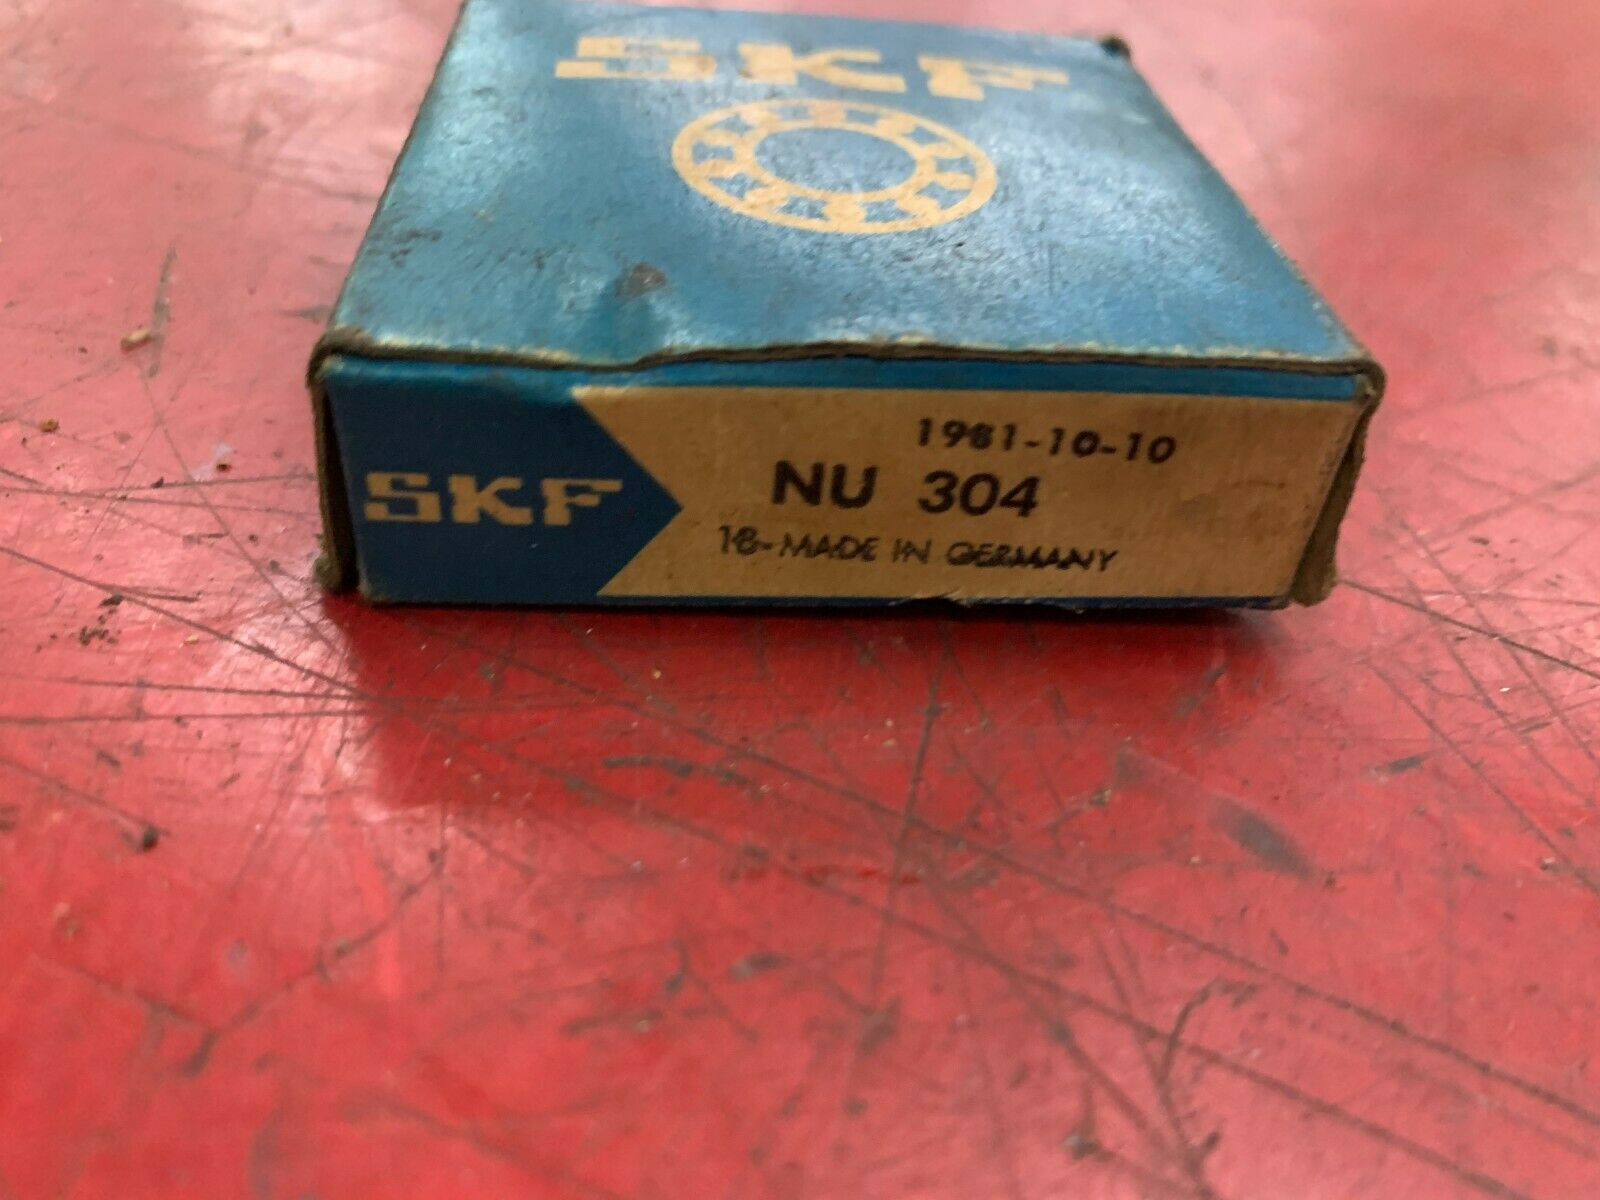 SKF
SKF
1981-10-10
NU 304
18-MADE IN GERMANY